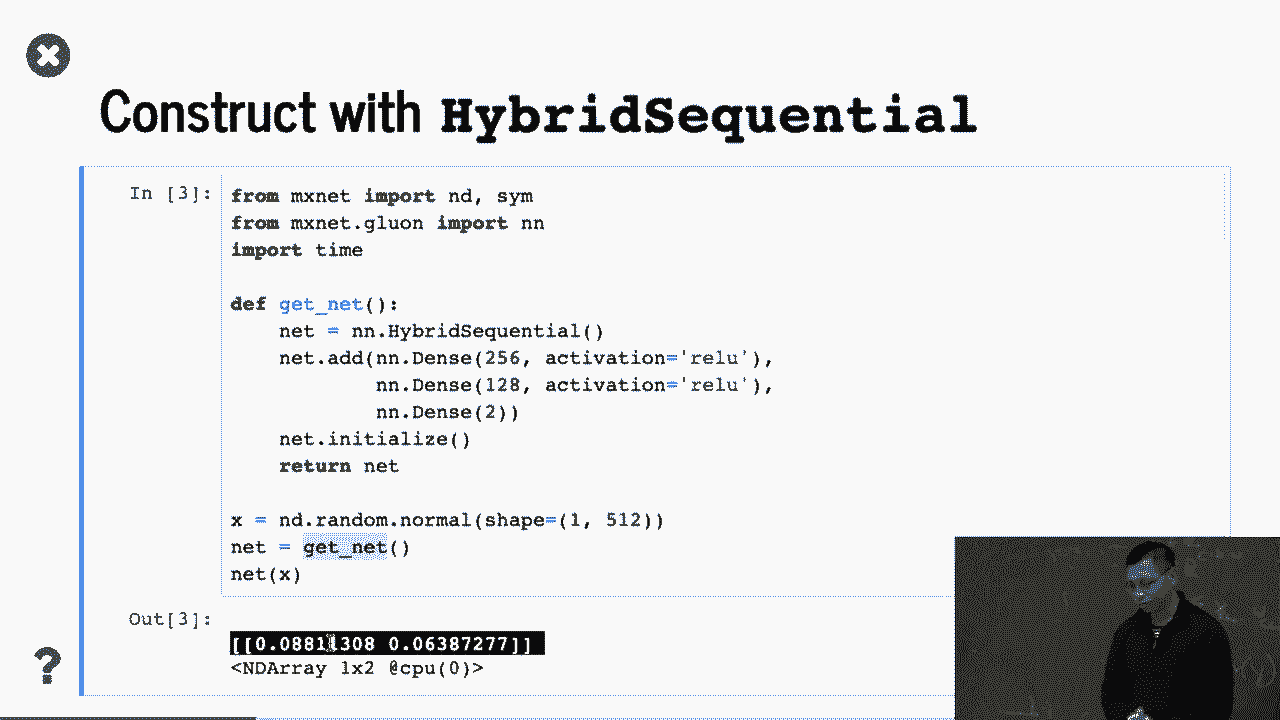 Construct with HybridSequential
In [3]:
from mxnet import nd, sym
from mxnet.gluon import nn
import time
def get_net():
net = nn.HybridSequential()
net.add(nn.Dense(256, activation='relu'),
nn.Dense(128, activation='relu'),
nn.Dense(2))
net.initialize()
return net
x = nd.random.normal(shape=(1, 512))
net = get_net()
net(x)
Out[3]:
[[0.08811308 0.06387277]]
<NDArray 1x2 @cpu(0)>
?